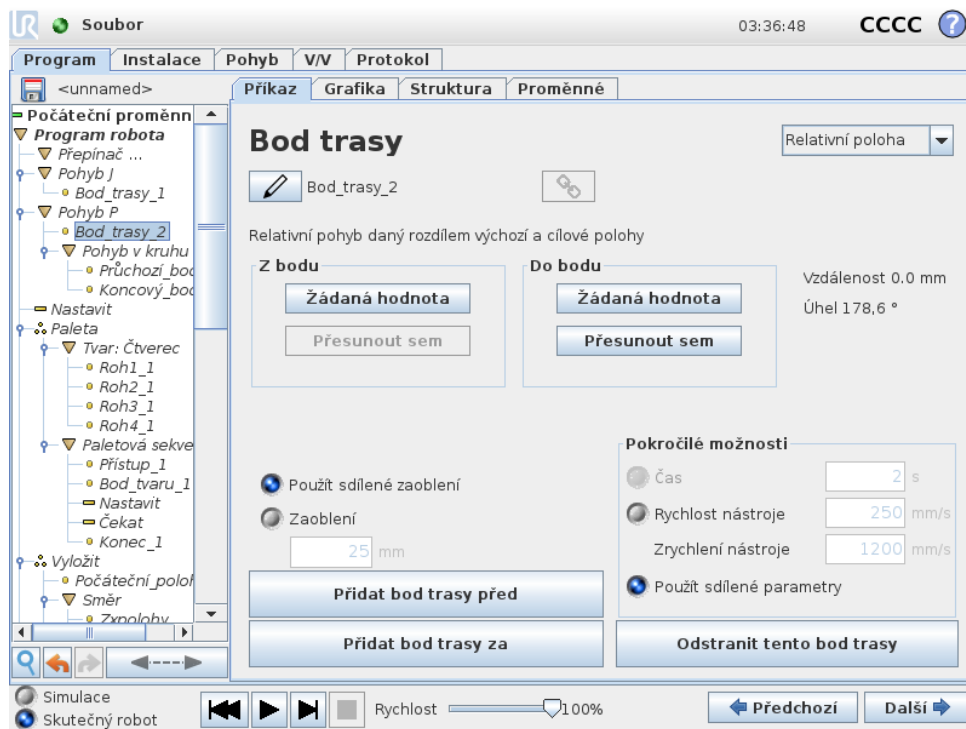 UR Soubor 03:36:48 CCCC ?
Program Instalace Pohyb V/V Protokol
<unnamed>
Příkaz Grafika Struktura Proměnné
Počáteční proměnn
Program robota
Přepínač ...
Pohyb J
Bod_trasy_1
Pohyb P
Bod_trasy_2
Pohyb v kruhu
Průchozí_bod
Koncový_bod
Nastavit
Paleta
Tvar: Čtverec
Roh1_1
Roh2_1
Roh3_1
Roh4_1
Paletová sekve
Přístup_1
Bod_tvaru_1
Nastavit
Čekat
Konec_1
Vyložit
Počáteční_poloh
Směr
Zxpolohy
Bod trasy
Relativní poloha
Bod_trasy_2
Relativní pohyb daný rozdílem výchozí a cílové polohy
Z bodu
Žádaná hodnota
Přesunout sem
Do bodu
Žádaná hodnota
Přesunout sem
Vzdálenost 0.0 mm
Úhel 178,6 °
Použít sdílené zaoblení
Zaoblení
25 mm
Pokročilé možnosti
Čas 2 s
Rychlost nástroje 250 mm/s
Zrychlení nástroje 1200 mm/s
Použít sdílené parametry
Přidat bod trasy před
Přidat bod trasy za
Odstranit tento bod trasy
Simulace
Skutečný robot
Rychlost 100%
Předchozí
Další